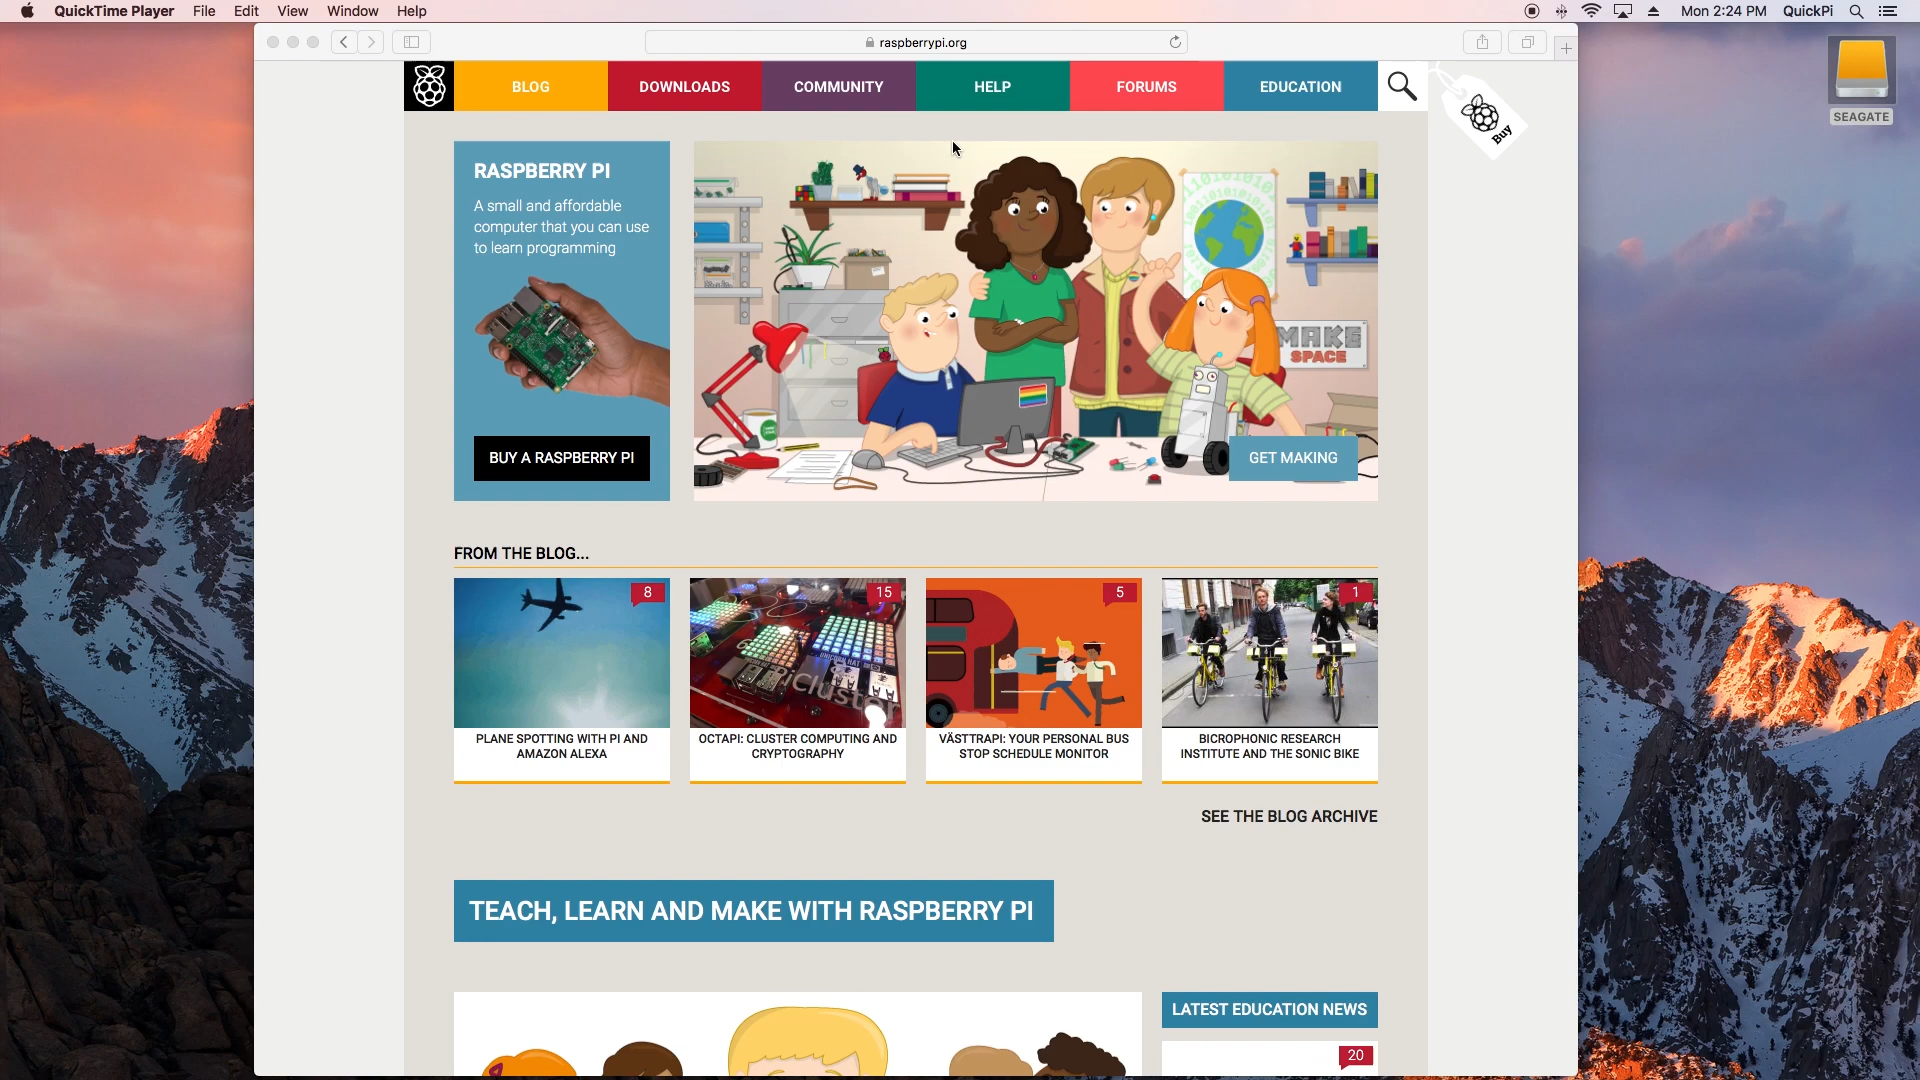 QuickTime Player File Edit View Window Help
Mon 2:24 PM QuickPi
raspberrypi.org
SEAGATE
BLOG DOWNLOADS COMMUNITY HELP FORUMS EDUCATION
Buy
RASPBERRY PI
A small and affordable
computer that you can use
to learn programming
BUY A RASPBERRY PI
MAKE
SPACE
GET MAKING
FROM THE BLOG...
8
15
5
1
PLANE SPOTTING WITH PI AND
AMAZON ALEXA
OCTAPI: CLUSTER COMPUTING AND
CRYPTOGRAPHY
VÄSTTRAPI: YOUR PERSONAL BUS
STOP SCHEDULE MONITOR
BICROPHONIC RESEARCH
INSTITUTE AND THE SONIC BIKE
SEE THE BLOG ARCHIVE
TEACH, LEARN AND MAKE WITH RASPBERRY PI
LATEST EDUCATION NEWS
20